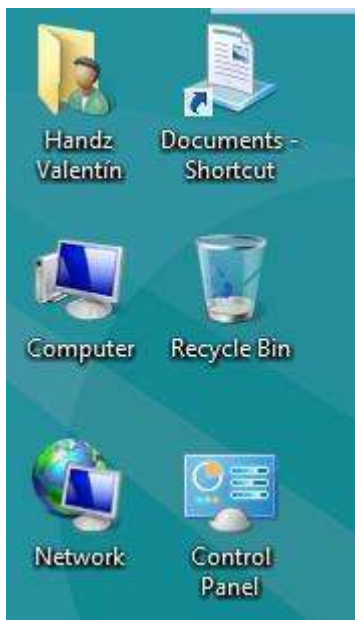 Handz
Valentín
Documents -
Shortcut
Computer
Recycle Bin
Network
Control
Panel